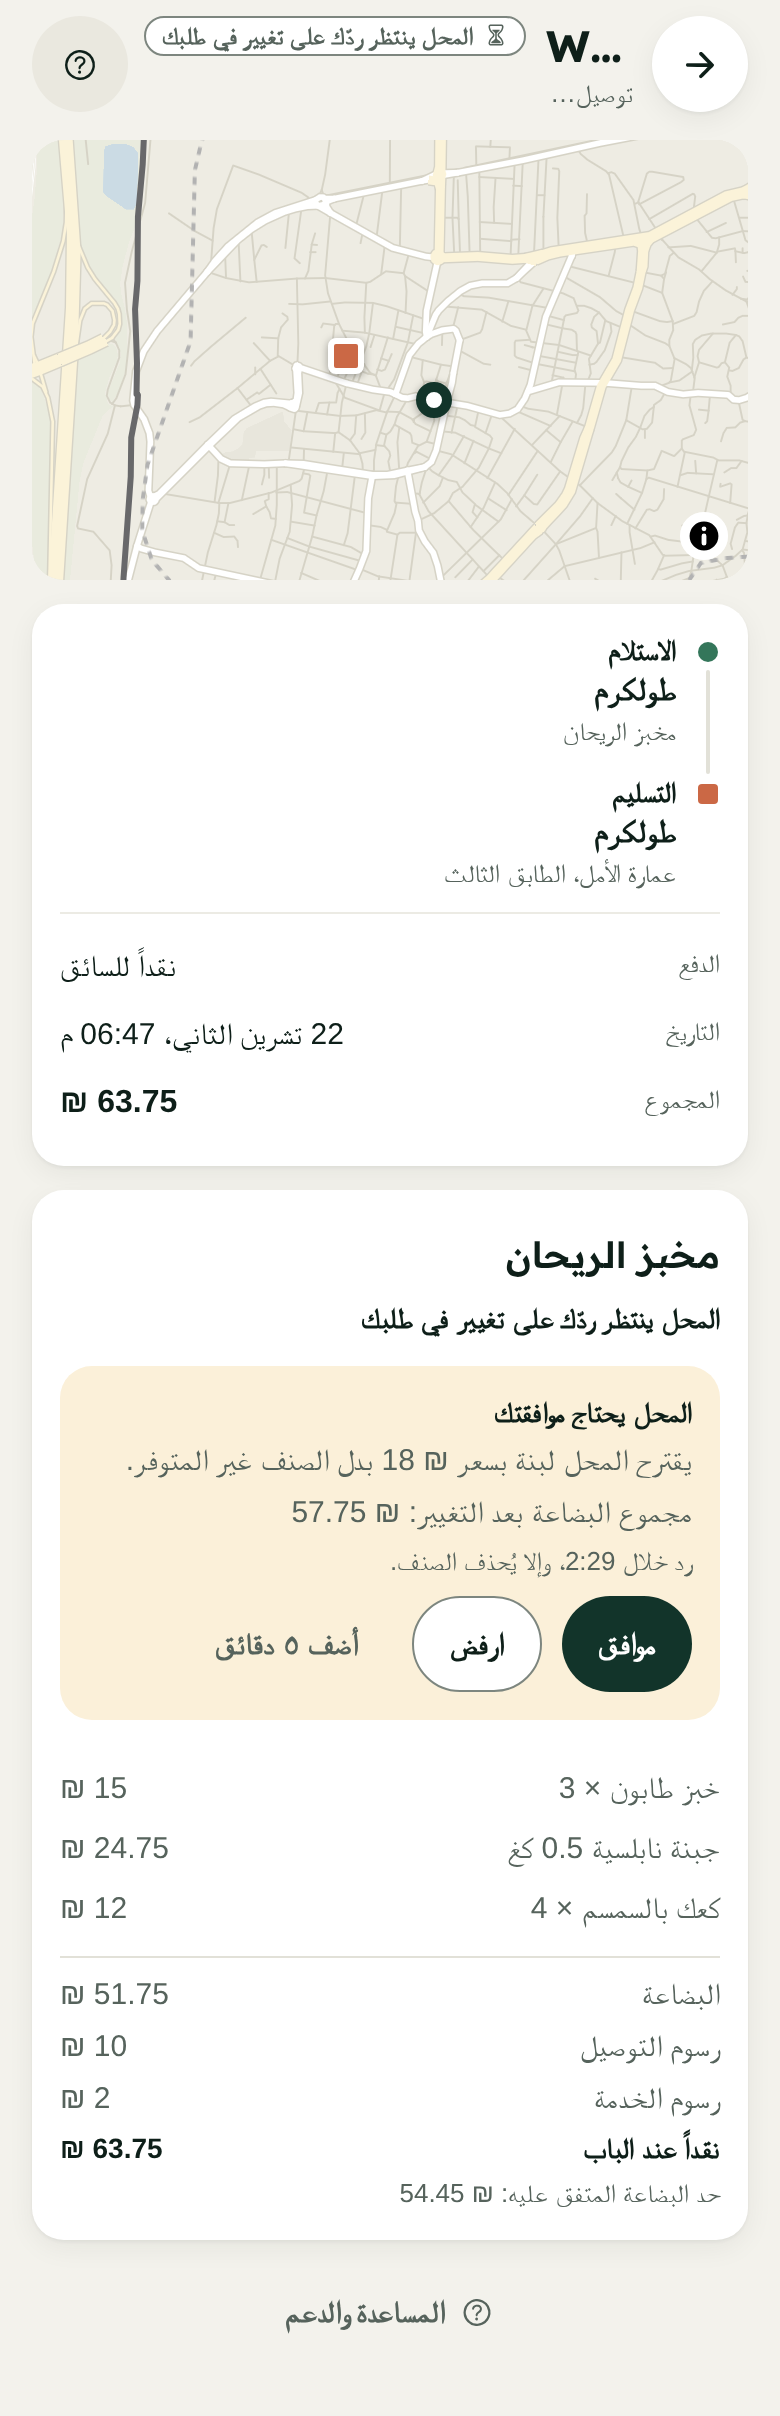 W...
المحل ينتظر ردّك على تغيير في طلبك
توصيل...
الاستلام
طولكرم
مخبز الريحان
التسليم
طولكرم
عمارة الأمل، الطابق الثالث
الدفع
نقداً للسائق
التاريخ
22 تشرين الثاني، 06:47 م
المجموع
63.75 ₪
مخبز الريحان
المحل ينتظر ردّك على تغيير في طلبك
المحل يحتاج موافقتك
يقترح المحل لبنة بسعر ₪ 18 بدل الصنف غير المتوفر.
مجموع البضاعة بعد التغيير: ₪ 57.75
رد خلال 2:29، وإلا يُحذف الصنف.
موافق
ارفض
أضف ٥ دقائق
خبز طابون × 3
15 ₪
جبنة نابلسية 0.5 كغ
24.75 ₪
كعك بالسمسم × 4
12 ₪
البضاعة
51.75 ₪
رسوم التوصيل
10 ₪
رسوم الخدمة
2 ₪
نقداً عند الباب
63.75 ₪
حد البضاعة المتفق عليه: ₪ 54.45
المساعدة والدعم